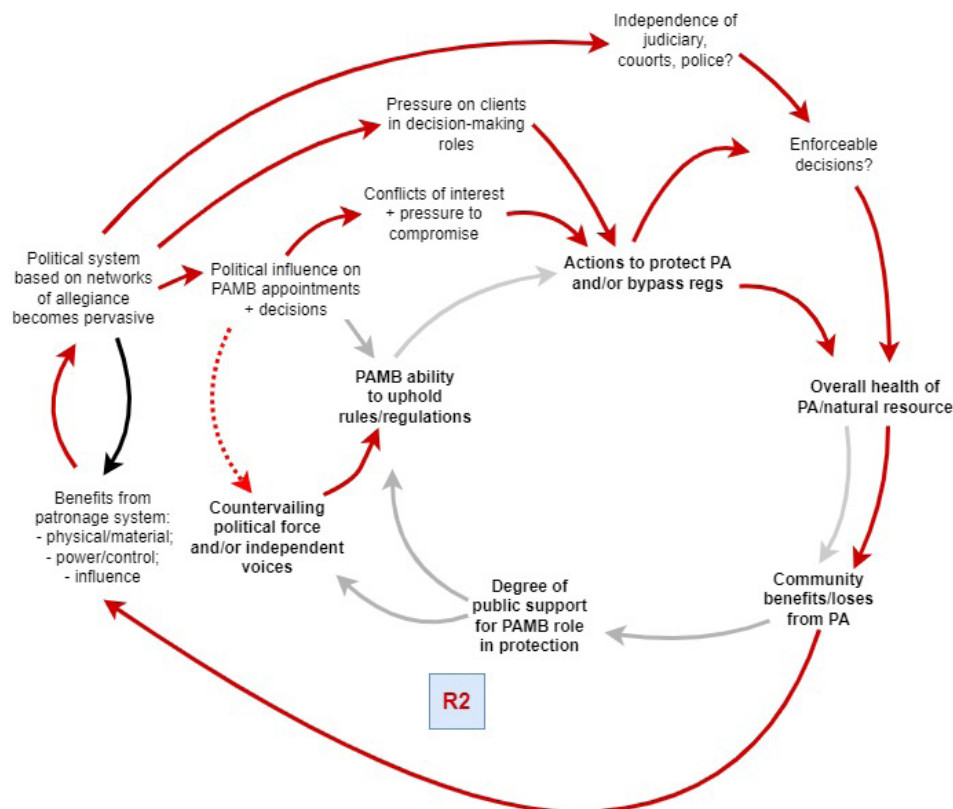 Independence of
judiciary,
couorts, police?
Pressure on clients
in decision-making
roles
Enforceable
decisions?
Conflicts of interest
+ pressure to
compromise
Political system
based on networks
of allegiance
becomes pervasive
Political influence on
PAMB appointments
+ decisions
Actions to protect PA
and/or bypass regs
PAMB ability
to uphold
rules/regulations
Overall health of
PA/natural resource
Benefits from
patronage system:
- physical/material;
- power/control;
- influence
Countervailing
political force
and/or independent
voices
Degree of
public support
for PAMB role
in protection
Community
benefits/loses
from PA
R2